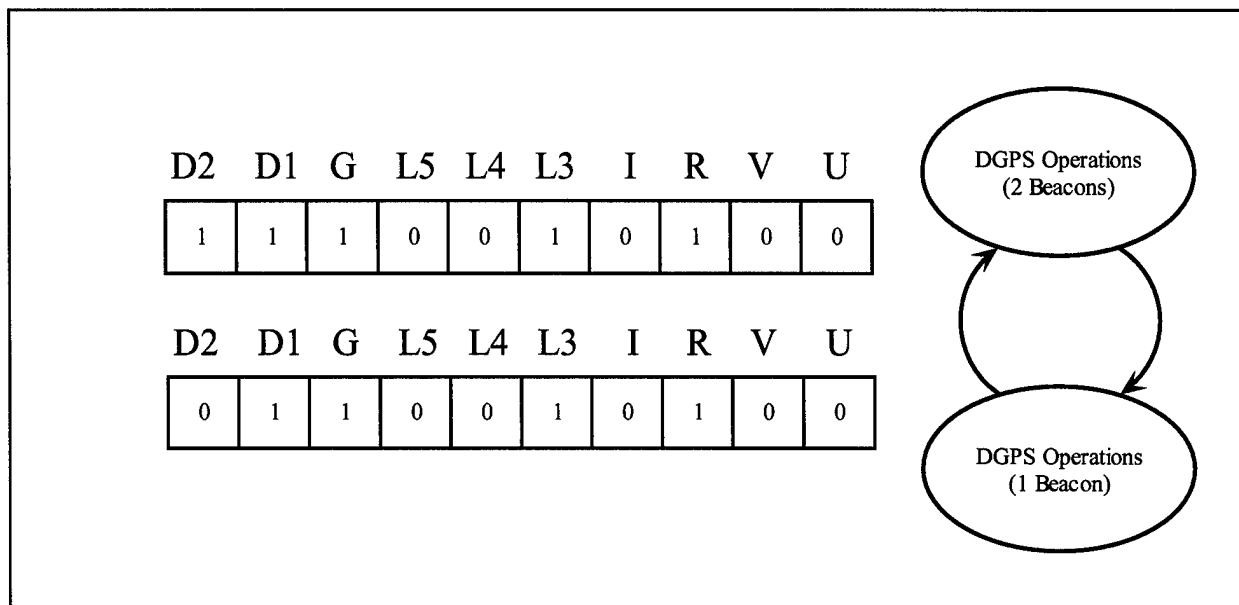 D2 D1 G L5 L4 L3 I R V U
1 1 1 0 0 1 0 1 0 0
D2 D1 G L5 L4 L3 I R V U
0 1 1 0 0 1 0 1 0 0
DGPS Operations
(2 Beacons)
DGPS Operations
(1 Beacon)